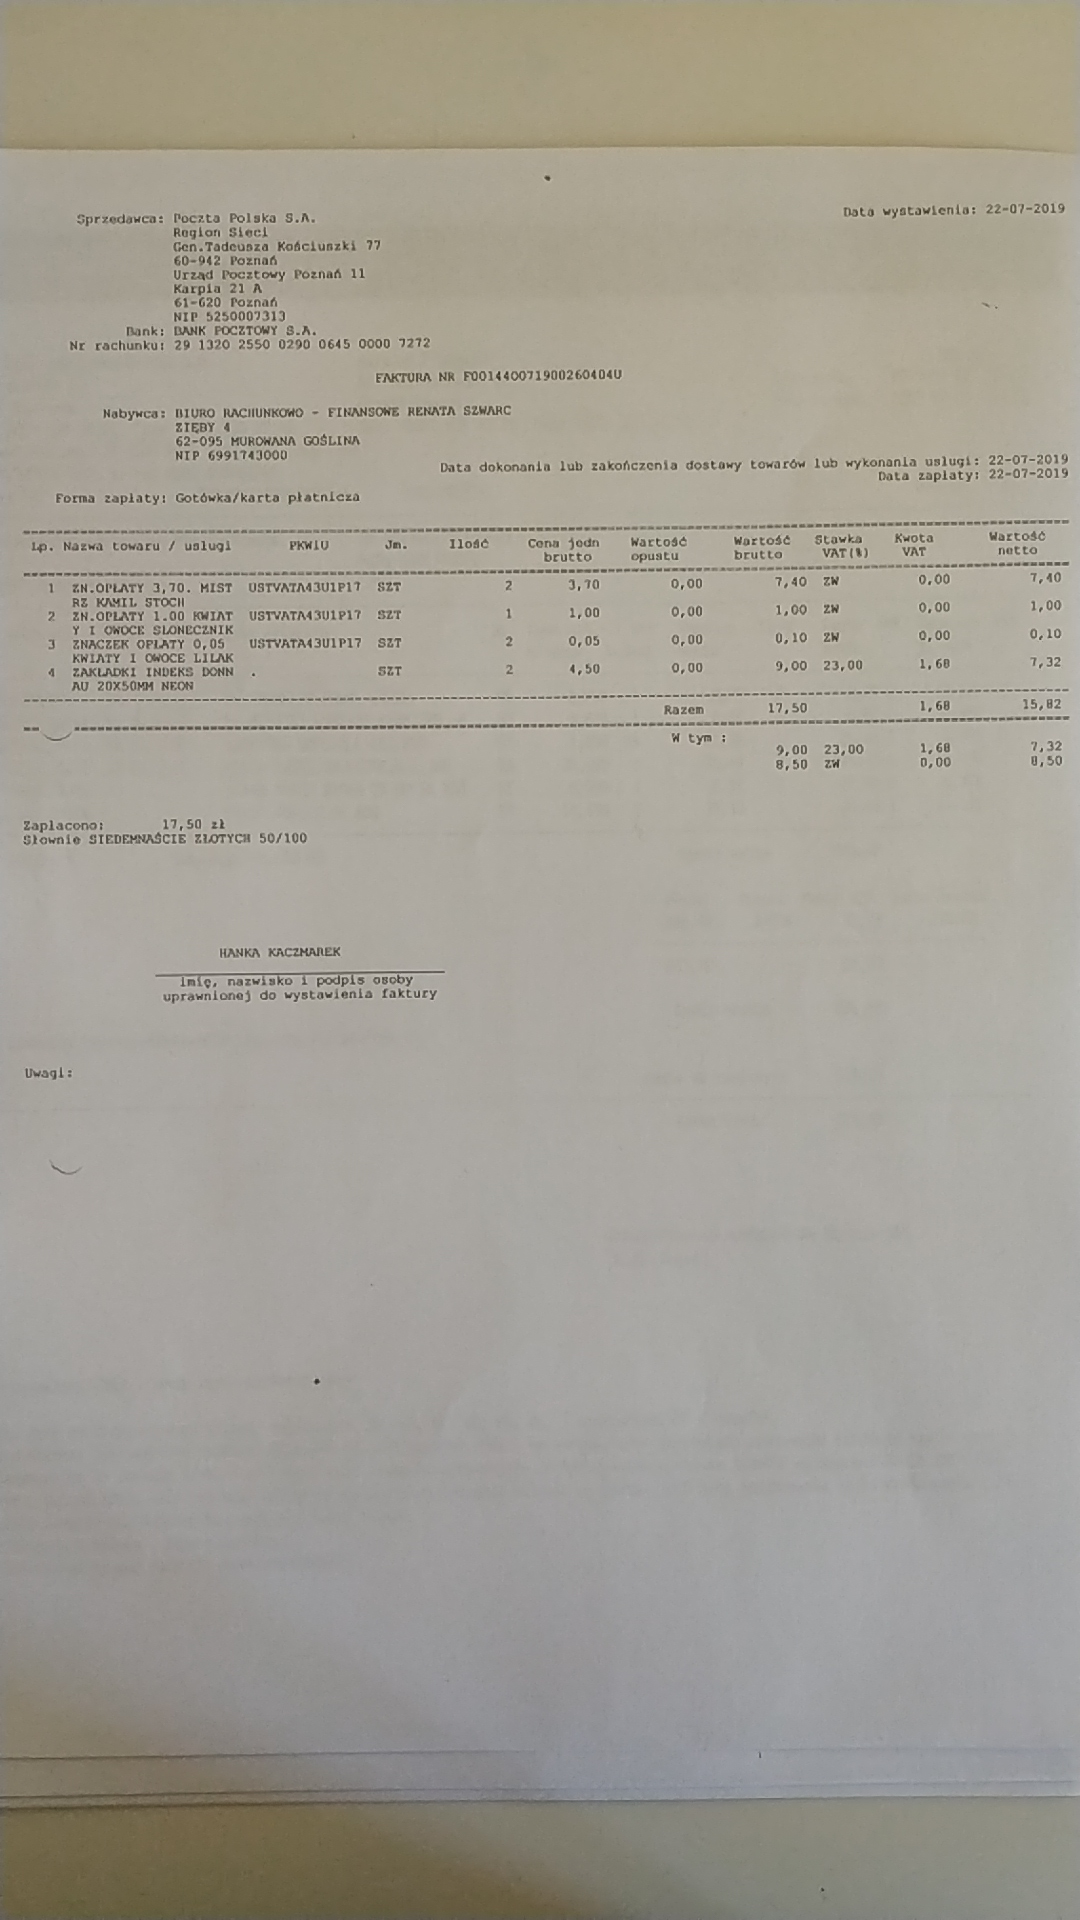 Data wystawienia: 22-07-2019
Sprzedawca: Poczta Polska S.A.
Region Sieci
Gen.Tadeusza Kościuszki 77
60-942 Poznań
Urząd Pocztowy Poznań 11
Karpia 21 A
61-620 Poznań
NIP 5250007313
Bank: BANK POCZTOWY S.A.
Nr rachunku: 29 1320 2550 0290 0645 0000 7272
FAKTURA NR F001440071900260404U
Nabywca: BIURO RACHUNKOWO - FINANSOWE RENATA SZWARC
ZIĘBY 4
62-095 MUROWANA GOŚLINA
NIP 6991743000
Data dokonania lub zakończenia dostawy towarów lub wykonania usługi: 22-07-2019
Data zapłaty: 22-07-2019
Forma zapłaty: Gotówka/karta płatnicza
Lp. Nazwa towaru / usługi PKWiU Jm. Ilość Cena jedn Wartość Wartość Stawka Kwota Wartość
brutto opustu brutto VAT(%) VAT netto
1 ZN.OPŁATY 3,70. MIST USTVATA43U1P17 SZT 2 3,70 0,00 7,40 ZW 0,00 7,40
RZ KAMIL STOCH
2 ZN.OPŁATY 1.00 KWIAT USTVATA43U1P17 SZT 1 1,00 0,00 1,00 ZW 0,00 1,00
Y I OWOCE SLONECZNIK
3 ZNACZEK OPŁATY 0,05 USTVATA43U1P17 SZT 2 0,05 0,00 0,10 ZW 0,00 0,10
KWIATY I OWOCE LILAK
4 ZAKŁADKI INDEKS DONN . SZT 2 4,50 0,00 9,00 23,00 1,68 7,32
AU 20X50MM NEON
Razem 17,50 1,68 15,82
W tym :
9,00 23,00 1,68 7,32
8,50 ZW 0,00 8,50
Zapłacono: 17,50 zł
Słownie SIEDEMNAŚCIE ZŁOTYCH 50/100
HANKA KACZMAREK
Imię, nazwisko i podpis osoby
uprawnionej do wystawienia faktury
Uwagi: